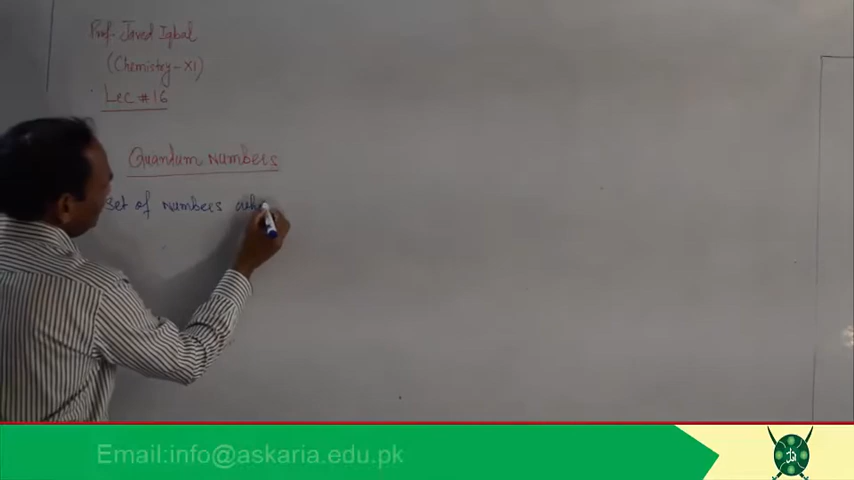 Prof. Javed Iqbal
(Chemistry-XI)
Lec # 16
Quantum Numbers
set of numbers
Email:info@askaria.edu.pk